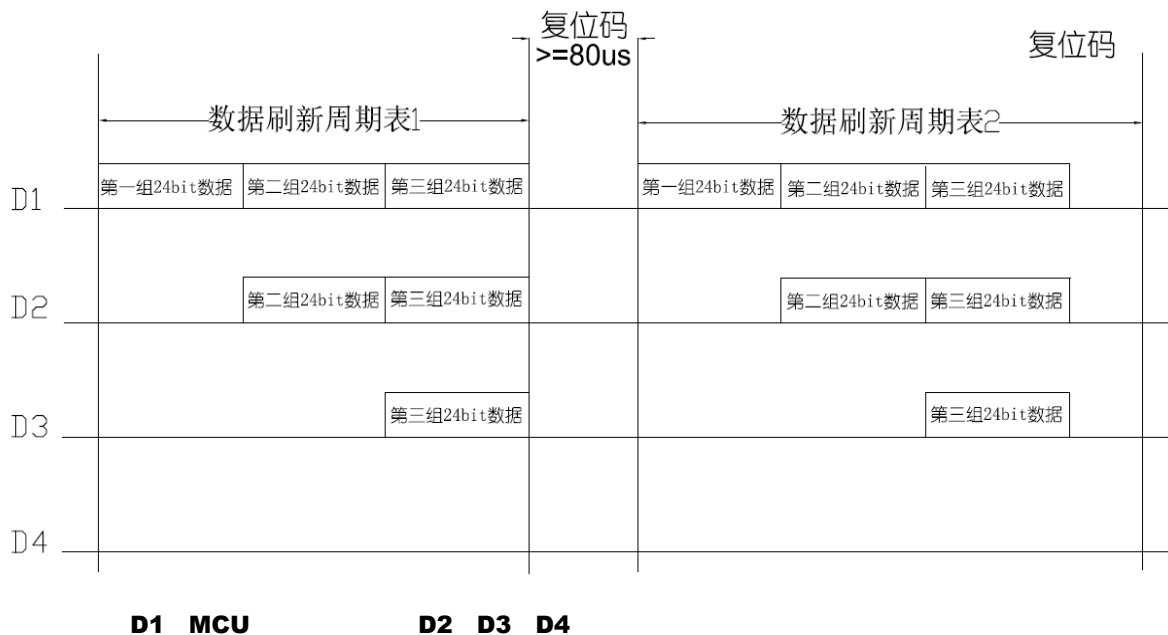 复位码
>=80us
复位码
数据刷新周期表1
数据刷新周期表2
D1
第一组24bit数据 第二组24bit数据 第三组24bit数据
第一组24bit数据 第二组24bit数据 第三组24bit数据
D2
第二组24bit数据 第三组24bit数据
第二组24bit数据 第三组24bit数据
D3
第三组24bit数据
第三组24bit数据
D4
D1 MCU D2 D3 D4